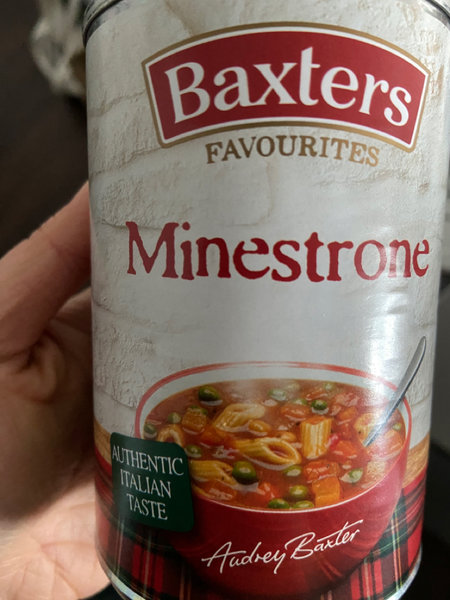 Baxters
FAVOURITES
Minestrone
AUTHENTIC
ITALIAN
TASTE
Audrey Baxter